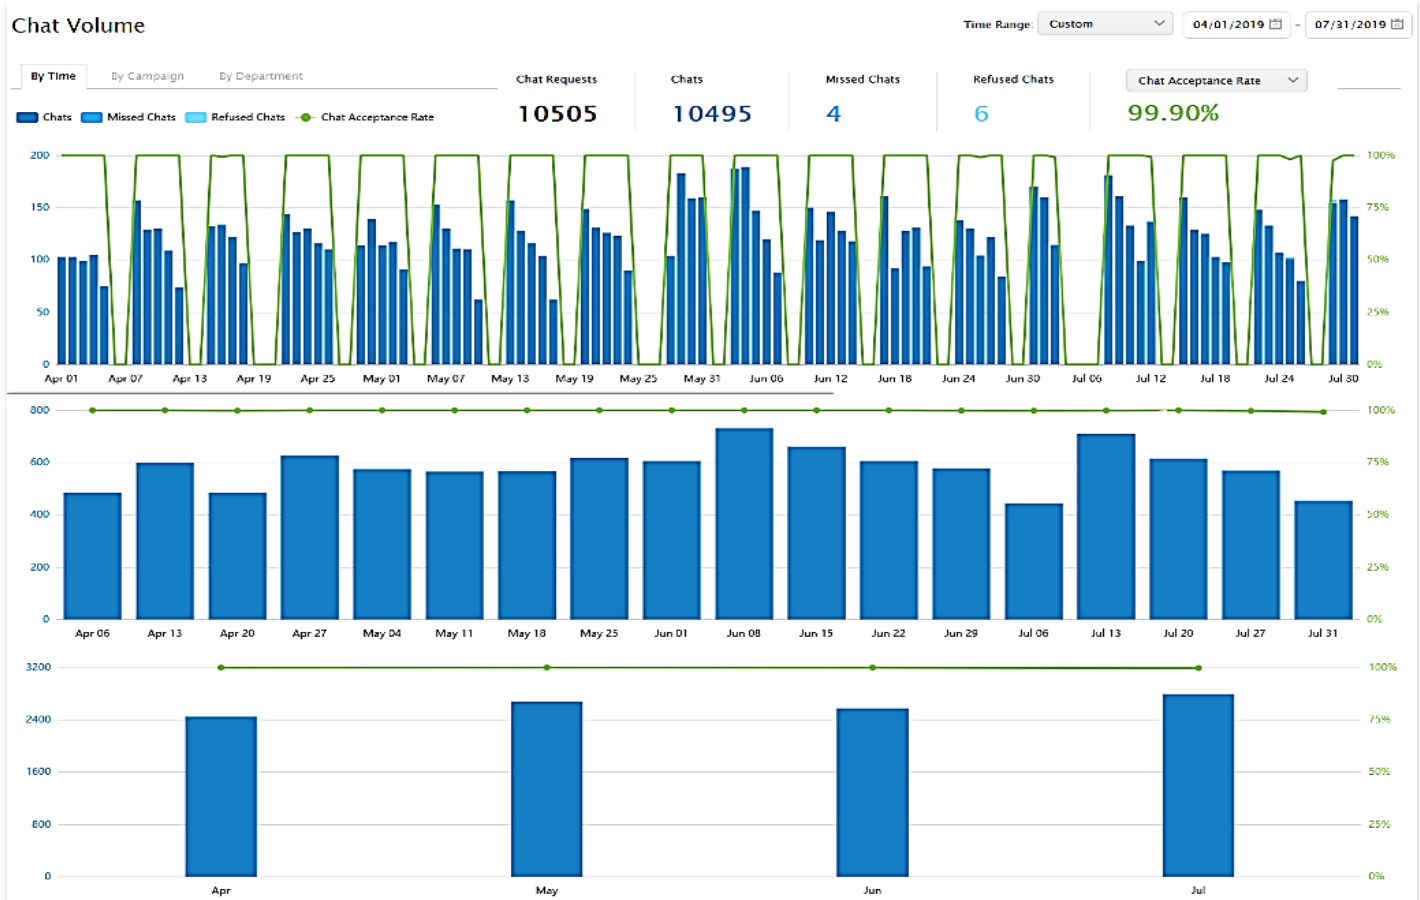 Chat Volume
Time Range: Custom 04/01/2019 - 07/31/2019
By Time By Campaign By Department
Chat Requests Chats Missed Chats Refused Chats Chat Acceptance Rate
10505 10495 4 6 99.90%
Chats Missed Chats Refused Chats Chat Acceptance Rate
200 100%
150 75%
100 50%
50 25%
0 0%
Apr 01 Apr 07 Apr 13 Apr 19 Apr 25 May 01 May 07 May 13 May 19 May 25 May 31 Jun 06 Jun 12 Jun 18 Jun 24 Jun 30 Jul 06 Jul 12 Jul 18 Jul 24 Jul 30
800 100%
600 75%
400 50%
200 25%
0 0%
Apr 06 Apr 13 Apr 20 Apr 27 May 04 May 11 May 18 May 25 Jun 01 Jun 08 Jun 15 Jun 22 Jun 29 Jul 06 Jul 13 Jul 20 Jul 27 Jul 31
3200 100%
2400 75%
1600 50%
800 25%
0 0%
Apr May Jun Jul